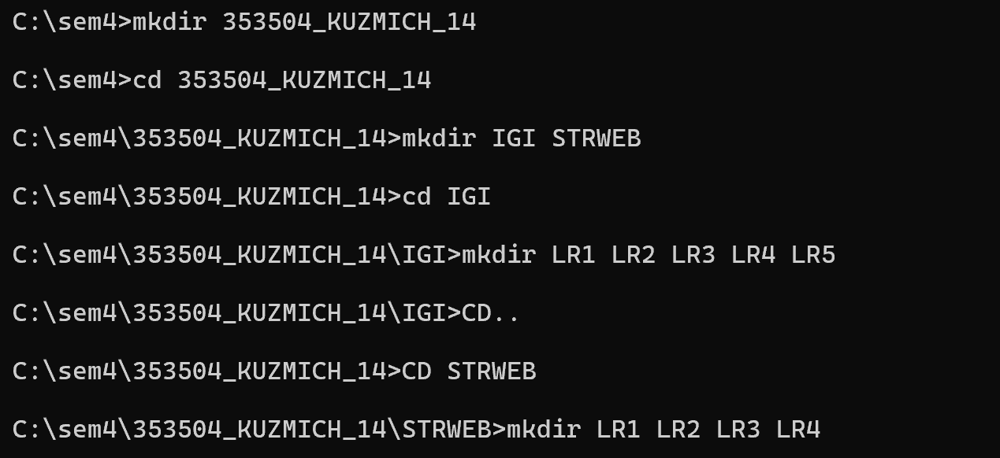 C:\sem4>mkdir 353504_KUZMICH_14
C:\sem4>cd 353504_KUZMICH_14
C:\sem4\353504_KUZMICH_14>mkdir IGI STRWEB
C:\sem4\353504_KUZMICH_14>cd IGI
C:\sem4\353504_KUZMICH_14\IGI>mkdir LR1 LR2 LR3 LR4 LR5
C:\sem4\353504_KUZMICH_14\IGI>CD..
C:\sem4\353504_KUZMICH_14>CD STRWEB
C:\sem4\353504_KUZMICH_14\STRWEB>mkdir LR1 LR2 LR3 LR4